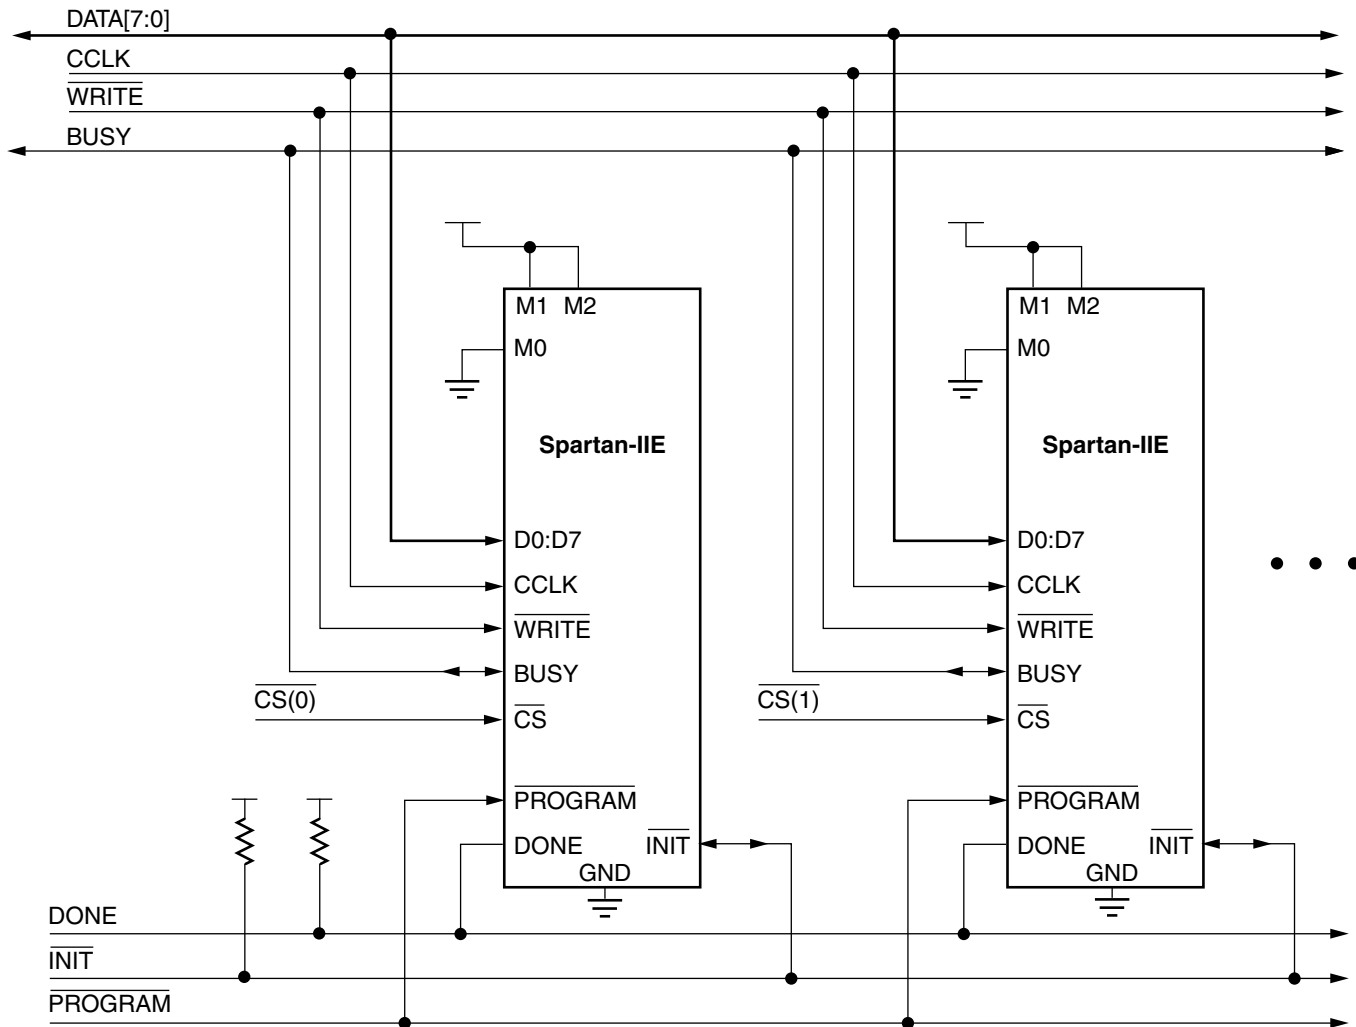 DATA[7:0]
CCLK
WRITE
BUSY
M1 M2
M0
Spartan-IIE
D0:D7
CCLK
WRITE
BUSY
CS(0)
CS
PROGRAM
DONE INIT
GND
M1 M2
M0
Spartan-IIE
D0:D7
CCLK
WRITE
BUSY
CS(1)
CS
PROGRAM
DONE INIT
GND
DONE
INIT
PROGRAM